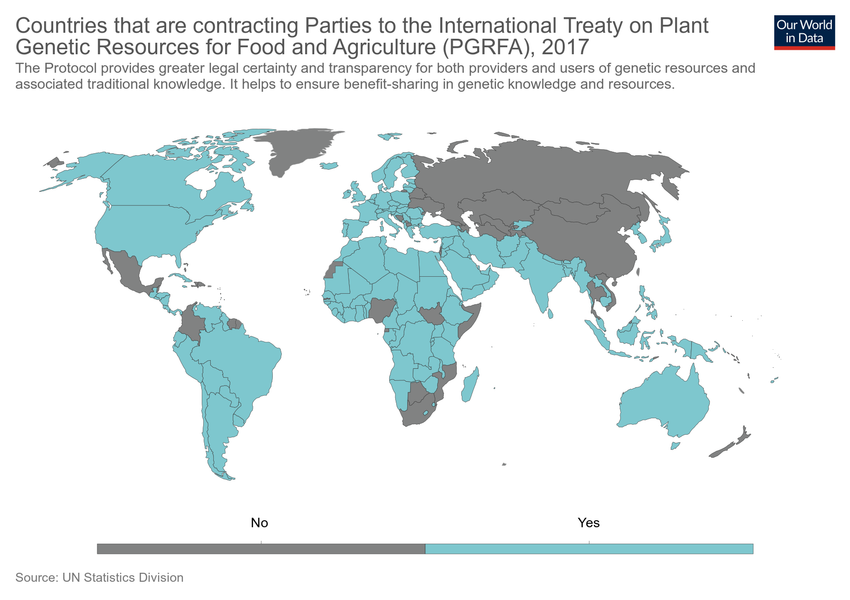 Countries that are contracting Parties to the International Treaty on Plant
Genetic Resources for Food and Agriculture (PGRFA), 2017
Our World
in Data
The Protocol provides greater legal certainty and transparency for both providers and users of genetic resources and
associated traditional knowledge. It helps to ensure benefit-sharing in genetic knowledge and resources.
No
Yes
Source: UN Statistics Division